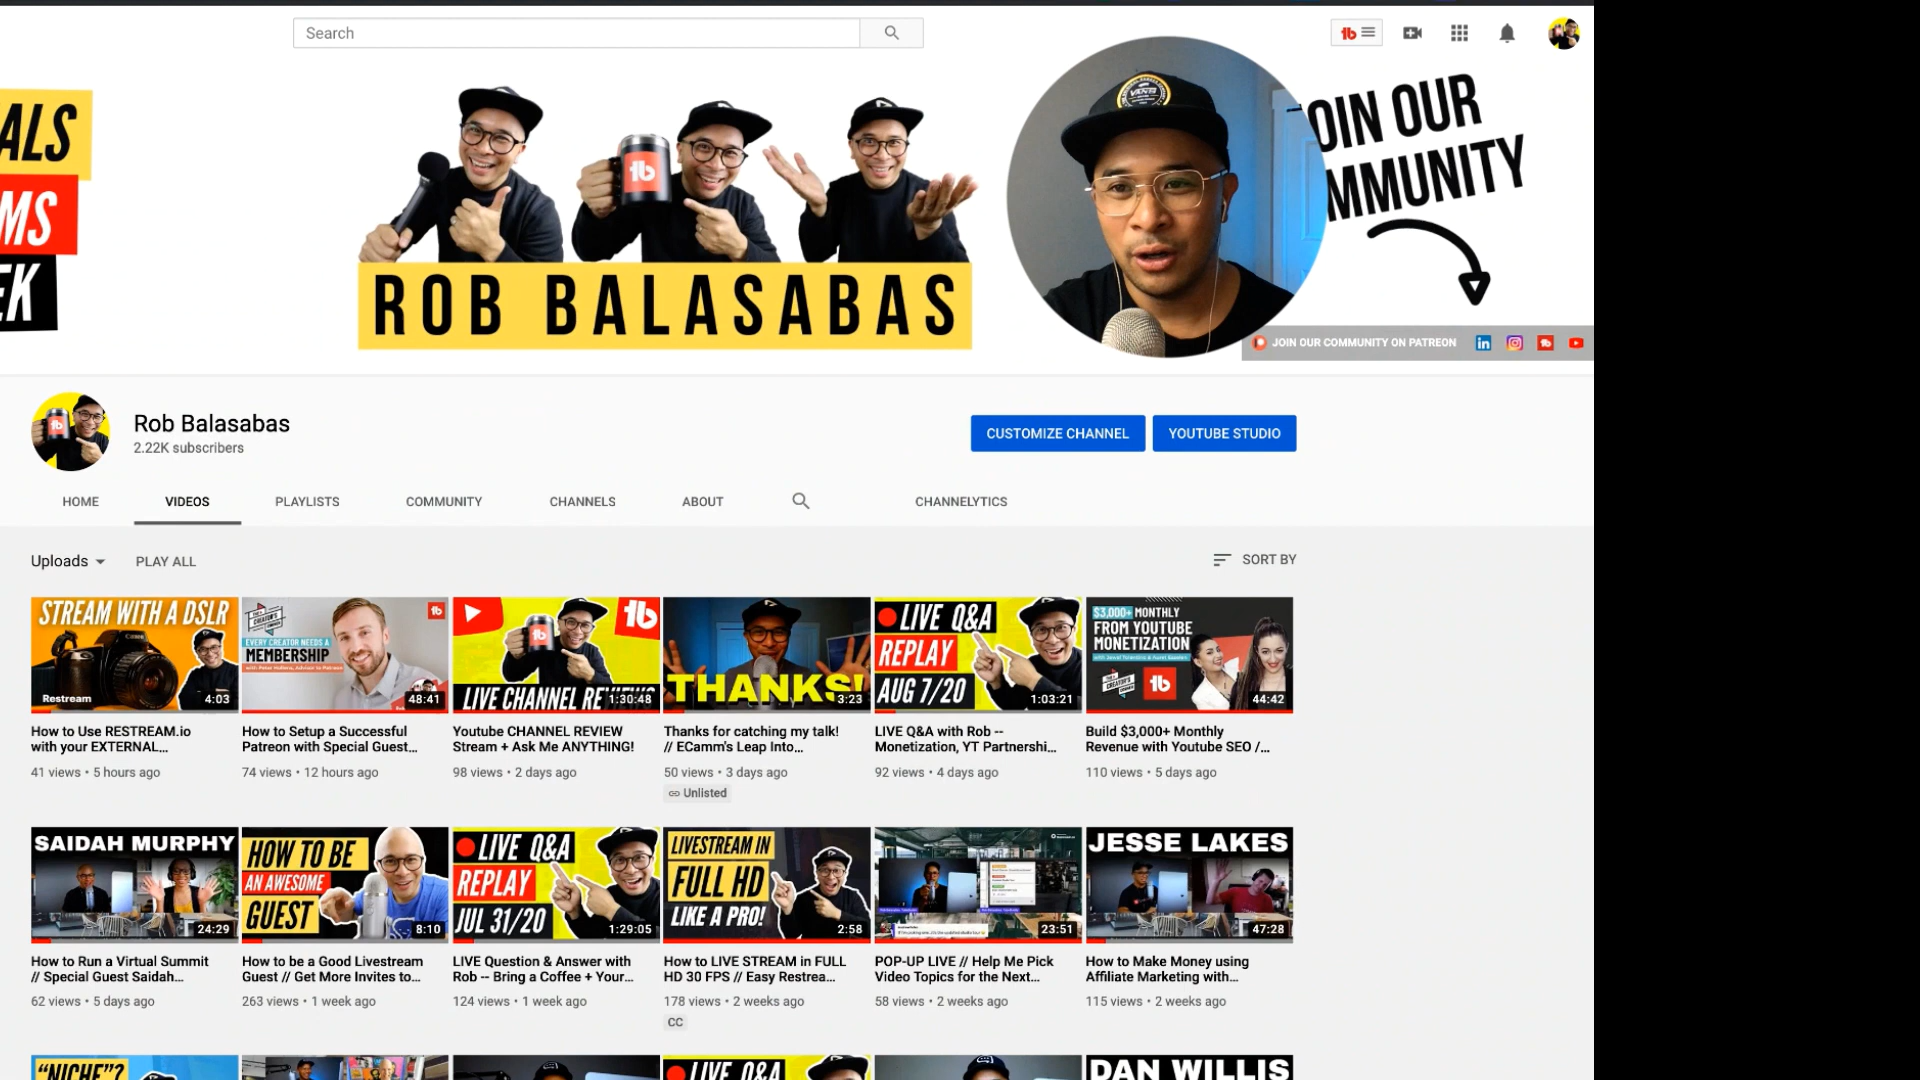 Search
ALS
MS
EK
VANS
OIN OUR
MMUNITY
ROB BALASABAS
JOIN OUR COMMUNITY ON PATREON
Rob Balasabas
2.22K subscribers
CUSTOMIZE CHANNEL
YOUTUBE STUDIO
HOME
VIDEOS
PLAYLISTS
COMMUNITY
CHANNELS
ABOUT
CHANNELYTICS
Uploads
PLAY ALL
SORT BY
STREAM WITH A DSLR
Canon
Restream
4:03
How to Use RESTREAM.io
with your EXTERNAL...
41 views • 5 hours ago
EVERY CREATOR NEEDS A
MEMBERSHIP
with Peter Hollens, Advisor to Patreon
48:41
How to Setup a Successful
Patreon with Special Guest...
74 views • 12 hours ago
LIVE CHANNEL REVIEWS
1:30:48
Youtube CHANNEL REVIEW
Stream + Ask Me ANYTHING!
98 views • 2 days ago
THANKS!
3:23
Thanks for catching my talk!
// ECamm's Leap Into...
50 views • 3 days ago
Unlisted
LIVE Q&A
REPLAY
AUG 7/20
1:03:21
LIVE Q&A with Rob --
Monetization, YT Partnershi...
92 views • 4 days ago
$3,000+ MONTHLY
FROM YOUTUBE
MONETIZATION
44:42
Build $3,000+ Monthly
Revenue with Youtube SEO /...
110 views • 5 days ago
SAIDAH MURPHY
24:29
How to Run a Virtual Summit
// Special Guest Saidah...
62 views • 5 days ago
HOW TO BE
AN AWESOME
GUEST
8:10
How to be a Good Livestream
Guest // Get More Invites to...
263 views • 1 week ago
LIVE Q&A
REPLAY
JUL 31/20
1:29:05
LIVE Question & Answer with
Rob -- Bring a Coffee + Your...
124 views • 1 week ago
LIVESTREAM IN
FULL HD
LIKE A PRO!
2:58
How to LIVE STREAM in FULL
HD 30 FPS // Easy Restrea...
178 views • 2 weeks ago
CC
23:51
POP-UP LIVE // Help Me Pick
Video Topics for the Next...
58 views • 2 weeks ago
JESSE LAKES
47:28
How to Make Money using
Affiliate Marketing with...
115 views • 2 weeks ago
"NICHE"?
LIVE Q&A
DAN WILLIS